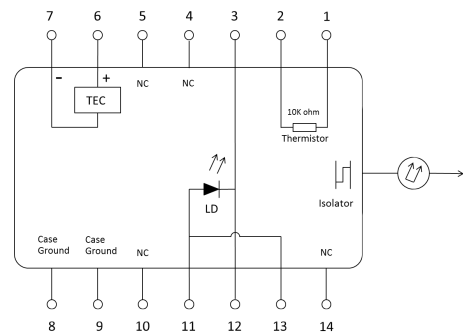 7 6 5 4 3 2 1
- + NC NC
TEC
10K ohm
Thermistor
LD
Isolator
Case Ground
Case Ground
NC
NC
8 9 10 11 12 13 14